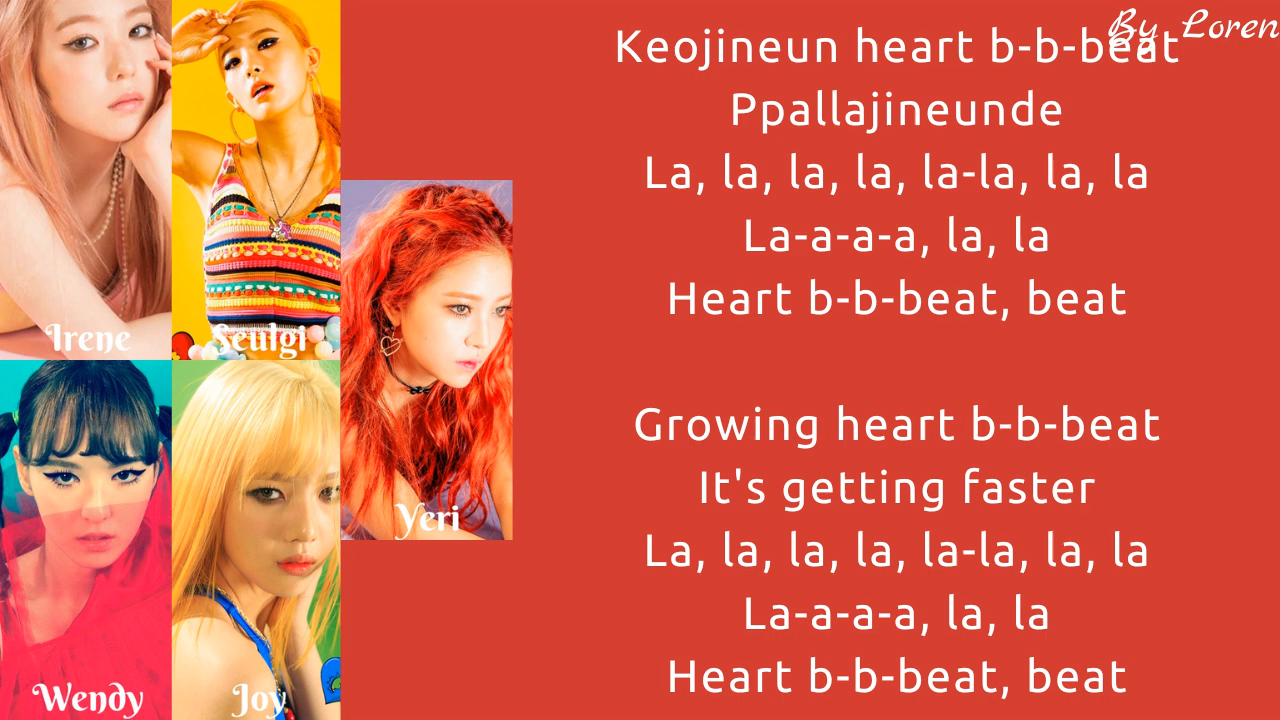 By Loren
Keojineun heart b-b-beat
Ppallajineunde
La, la, la, la, la-la, la, la
La-a-a-a, la, la
Heart b-b-beat, beat
Growing heart b-b-beat
It's getting faster
La, la, la, la, la-la, la, la
La-a-a-a, la, la
Heart b-b-beat, beat
Irene
Seulgi
Yeri
Wendy
Joy